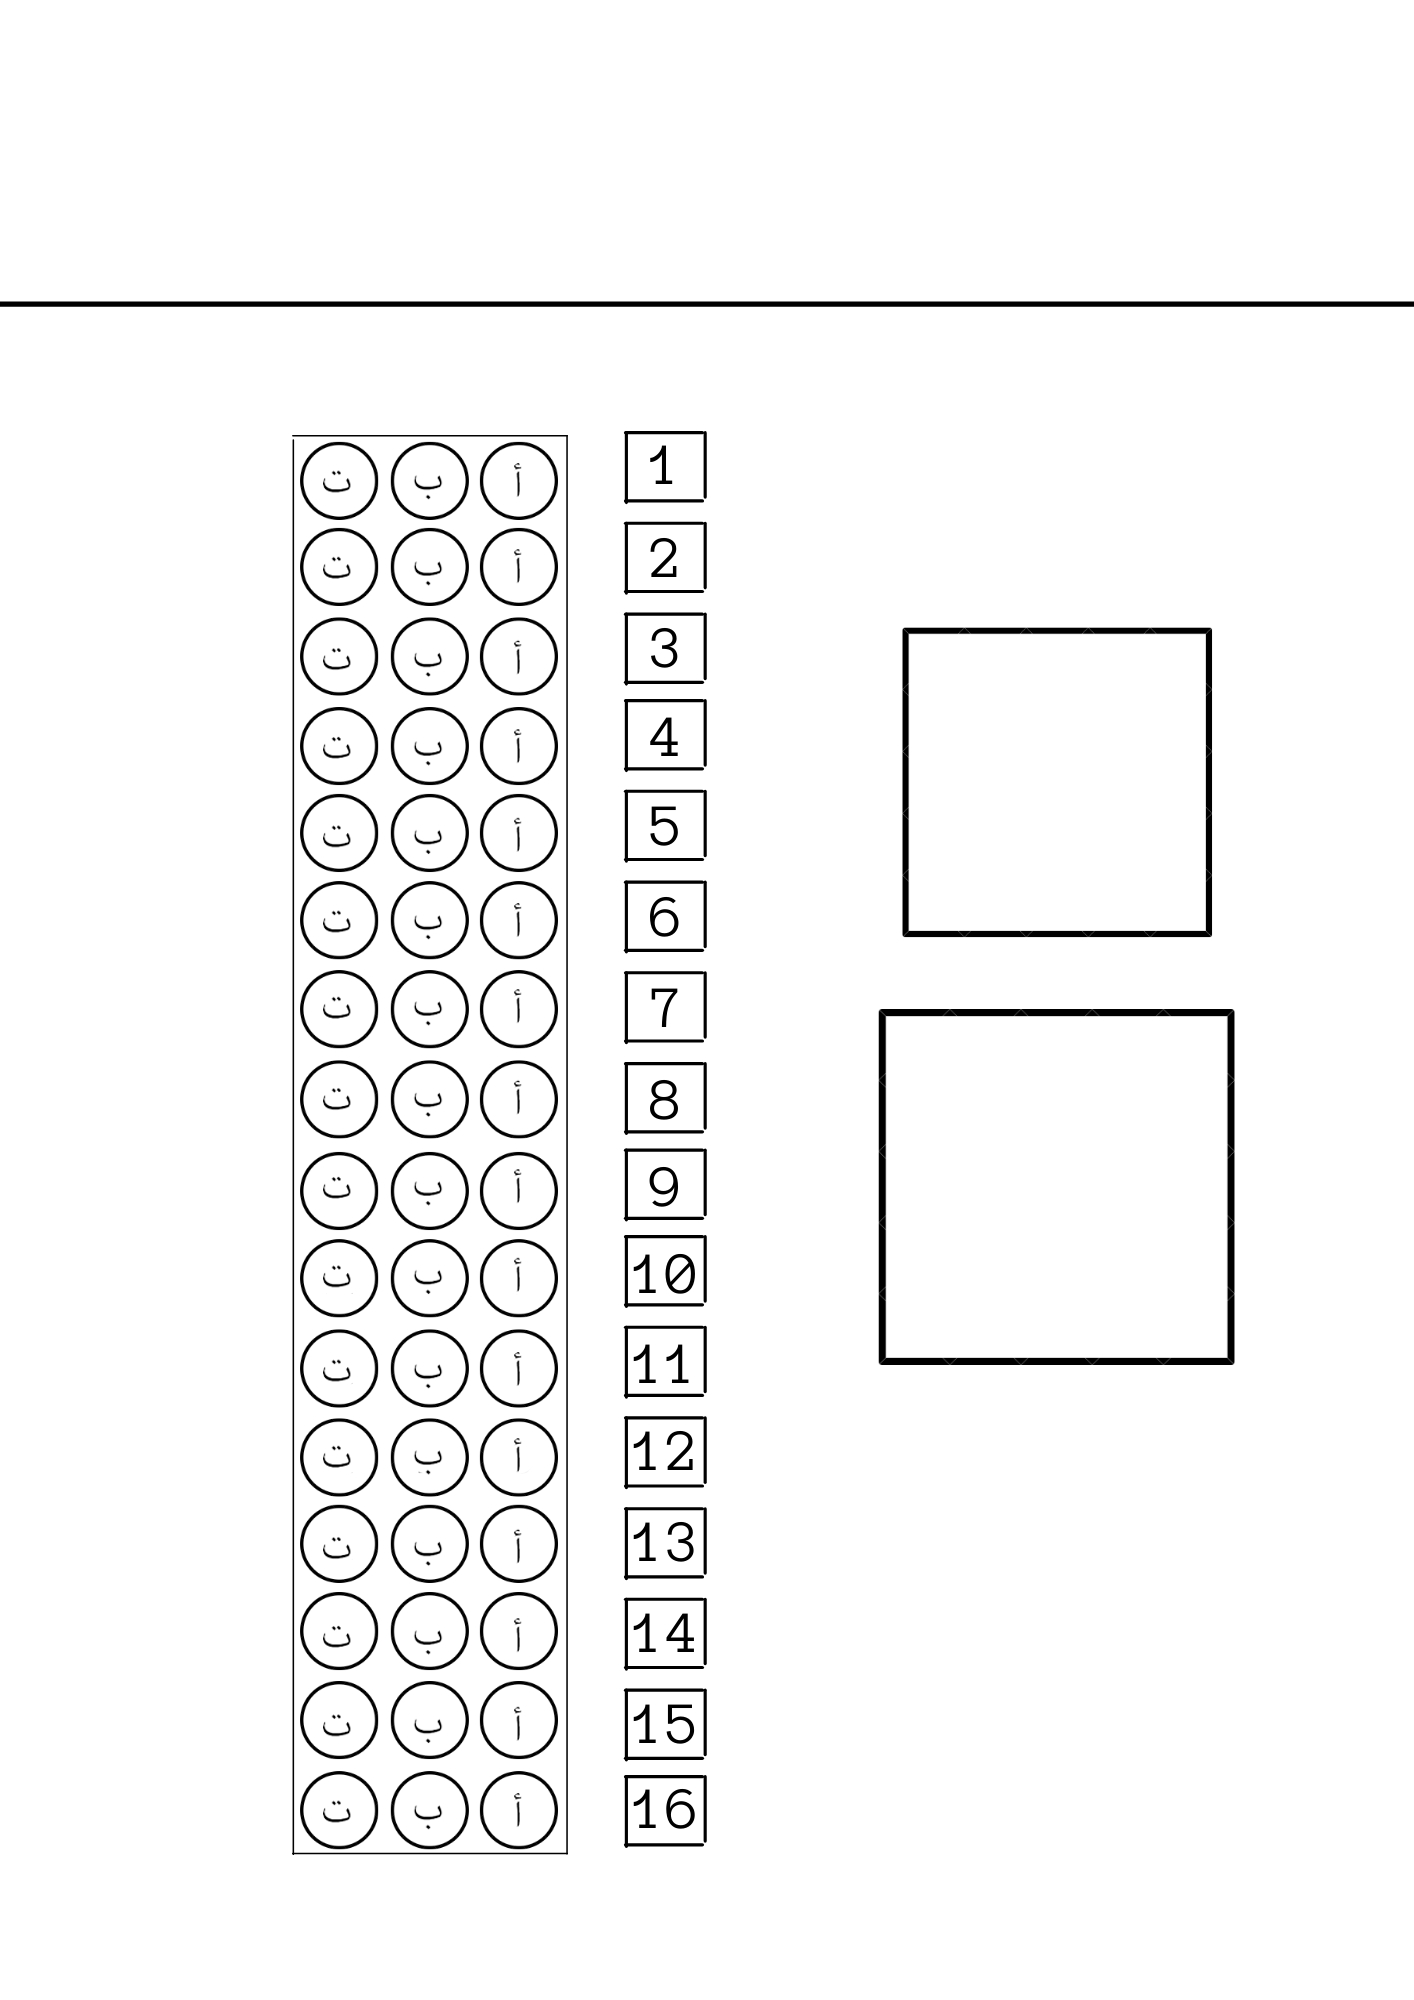 1 أ ب ت
2 أ ب ت
3 أ ب ت
4 أ ب ت
5 أ ب ت
6 أ ب ت
7 أ ب ت
8 أ ب ت
9 أ ب ت
10 أ ب ت
11 أ ب ت
12 أ ب ت
13 أ ب ت
14 أ ب ت
15 أ ب ت
16 أ ب ت